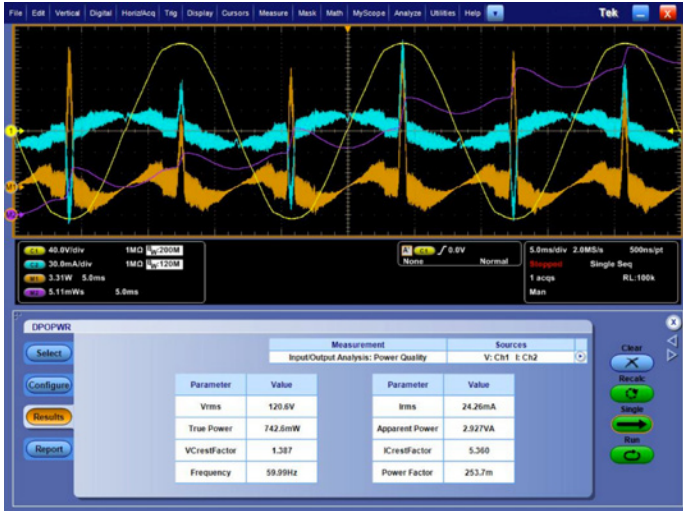 File Edit Vertical Digital Horiz/Acq Trig Display Cursors Measure Mask Math MyScope Analyze Utilities Help Tek X
1
M1
M2
C1 40.0V/div 1MΩ BW:200M
C2 30.0mA/div 1MΩ BW:120M
M1 3.31W 5.0ms
M2 5.11mWs 5.0ms
A' C1 / 0.0V
None Normal
5.0ms/div 2.0MS/s 500ns/pt
Stopped Single Seq
1 acqs RL:100k
Man
DPOPWR
X
Select
Configure
Results
Report
Measurement Sources
Input/Output Analysis: Power Quality V: Ch1 I: Ch2
Parameter Value Parameter Value
Vrms 120.6V Irms 24.26mA
True Power 742.6mW Apparent Power 2.927VA
VCrestFactor 1.387 ICrestFactor 5.360
Frequency 59.99Hz Power Factor 253.7m
Clear
Recalc
Single
Run